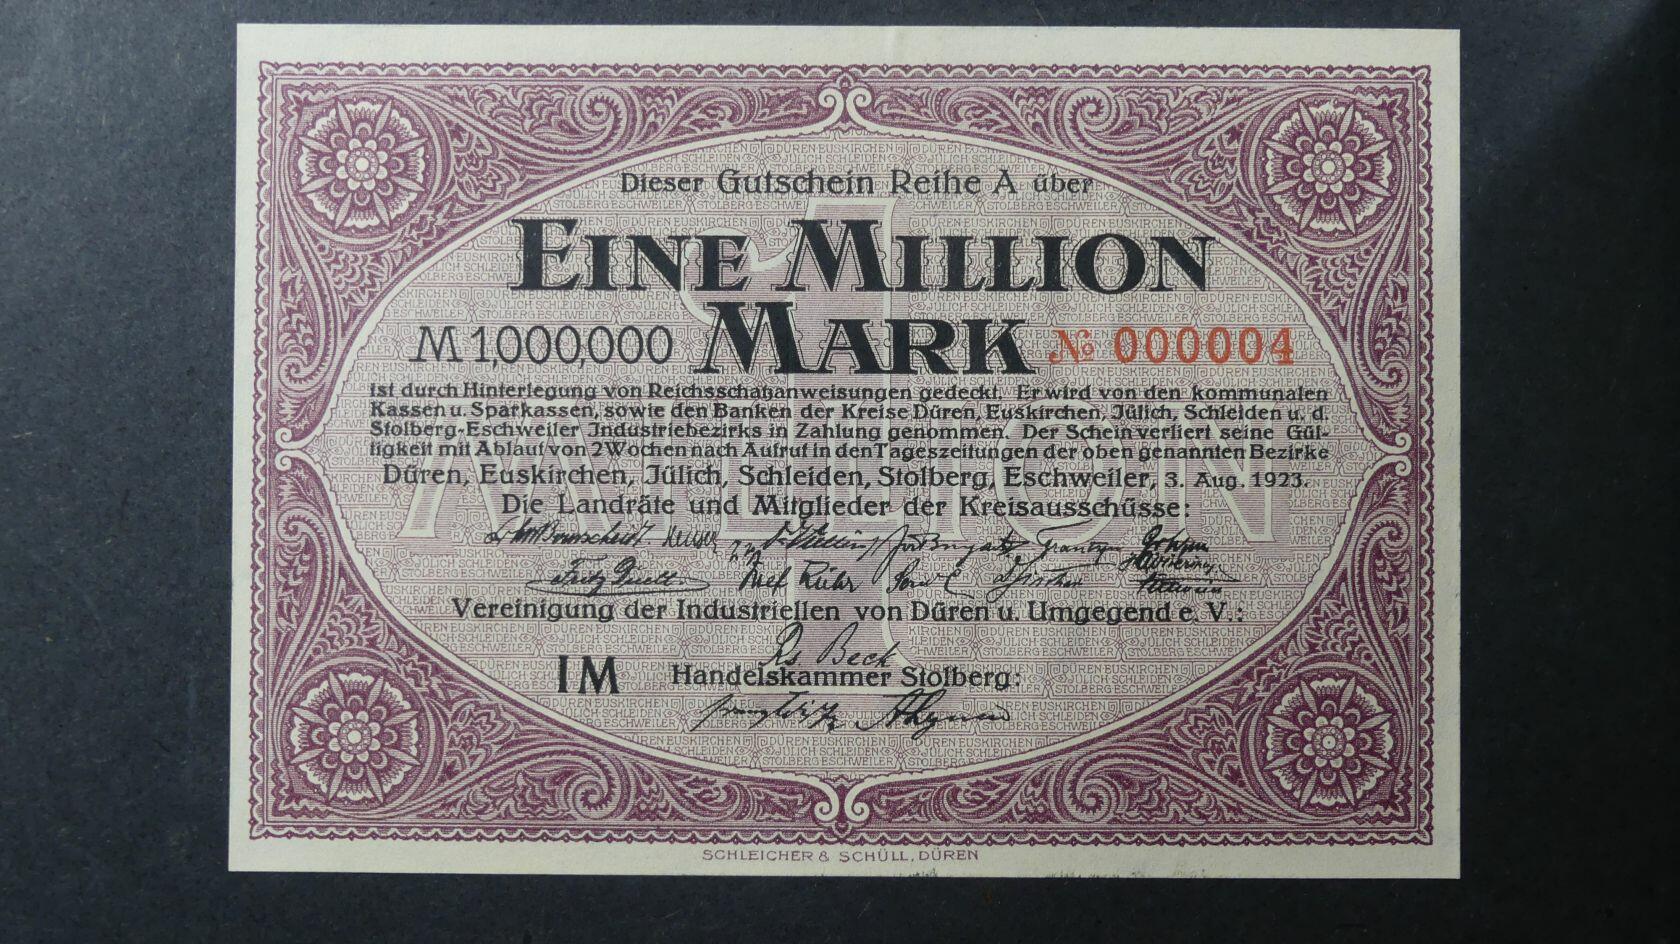 Dieser Gutschein Reihe A über
EINE MILLION
M 1,000,000 MARK № 000004
ist durch Hinterlegung von Reichsschatzanweisungen gedeckt. Er wird von den kommunalen
Kassen u. Sparkassen, sowie den Banken der Kreise Düren, Euskirchen, Jülich, Schleiden u. d.
Stolberg-Eschweiler Industriebezirks in Zahlung genommen. Der Schein verliert seine Gül-
tigkeit mit Ablauf von 2 Wochen nach Aufruf in den Tageszeitungen der oben genannten Bezirke
Düren, Euskirchen, Jülich, Schleiden, Stolberg, Eschweiler, 3. Aug. 1923.
Die Landräte und Mitglieder der Kreisausschüsse:
Vereinigung der Industriellen von Düren u. Umgegend e. V.:
Rs. Beck
1 M Handelskammer Stolberg:
SCHLEICHER & SCHÜLL, DÜREN